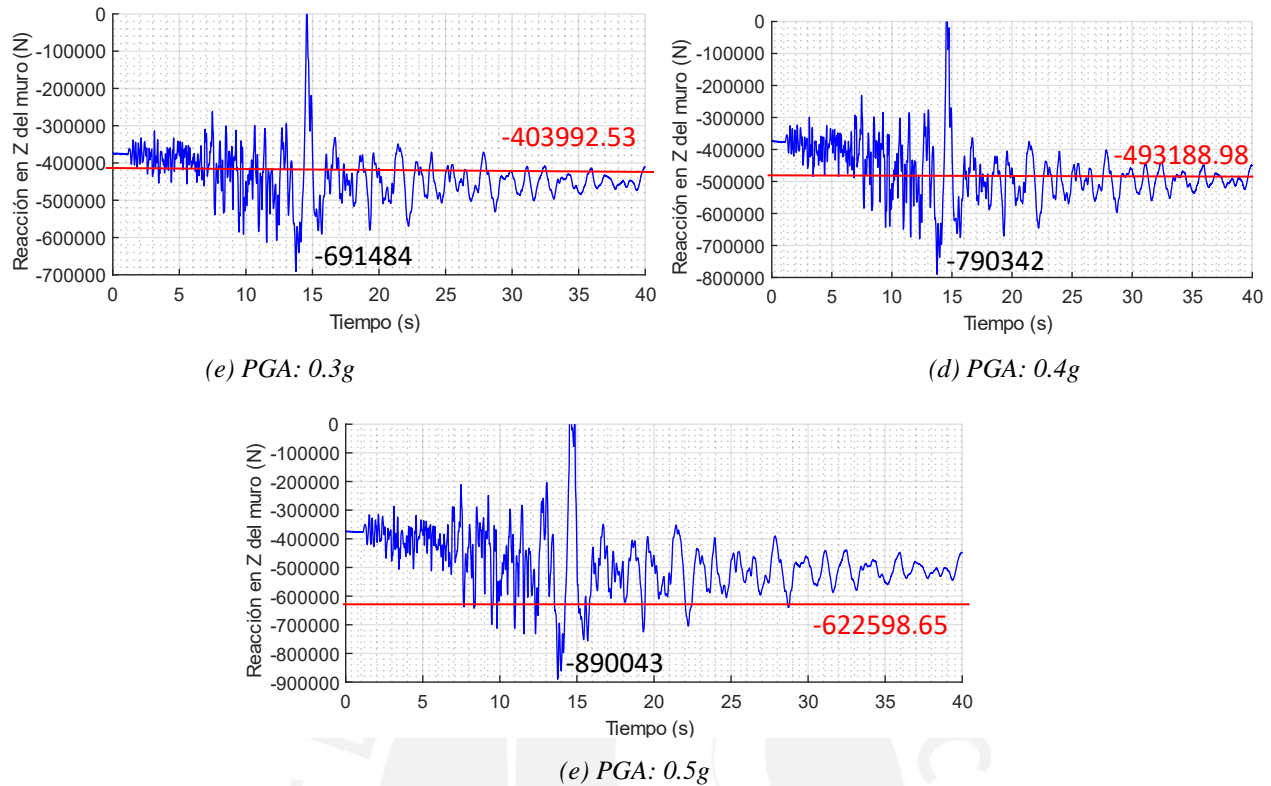 Reacción en Z del muro (N)
0
-100000
-200000
-300000
-400000
-500000
-600000
-700000
-403992.53
-691484
0 5 10 15 20 25 30 35 40
Tiempo (s)
(e) PGA: 0.3g
Reacción en Z del muro (N)
0
-100000
-200000
-300000
-400000
-500000
-600000
-700000
-800000
-493188.98
-790342
0 5 10 15 20 25 30 35 40
Tiempo (s)
(d) PGA: 0.4g
Reacción en Z del muro (N)
0
-100000
-200000
-300000
-400000
-500000
-600000
-700000
-800000
-900000
-622598.65
-890043
0 5 10 15 20 25 30 35 40
Tiempo (s)
(e) PGA: 0.5g